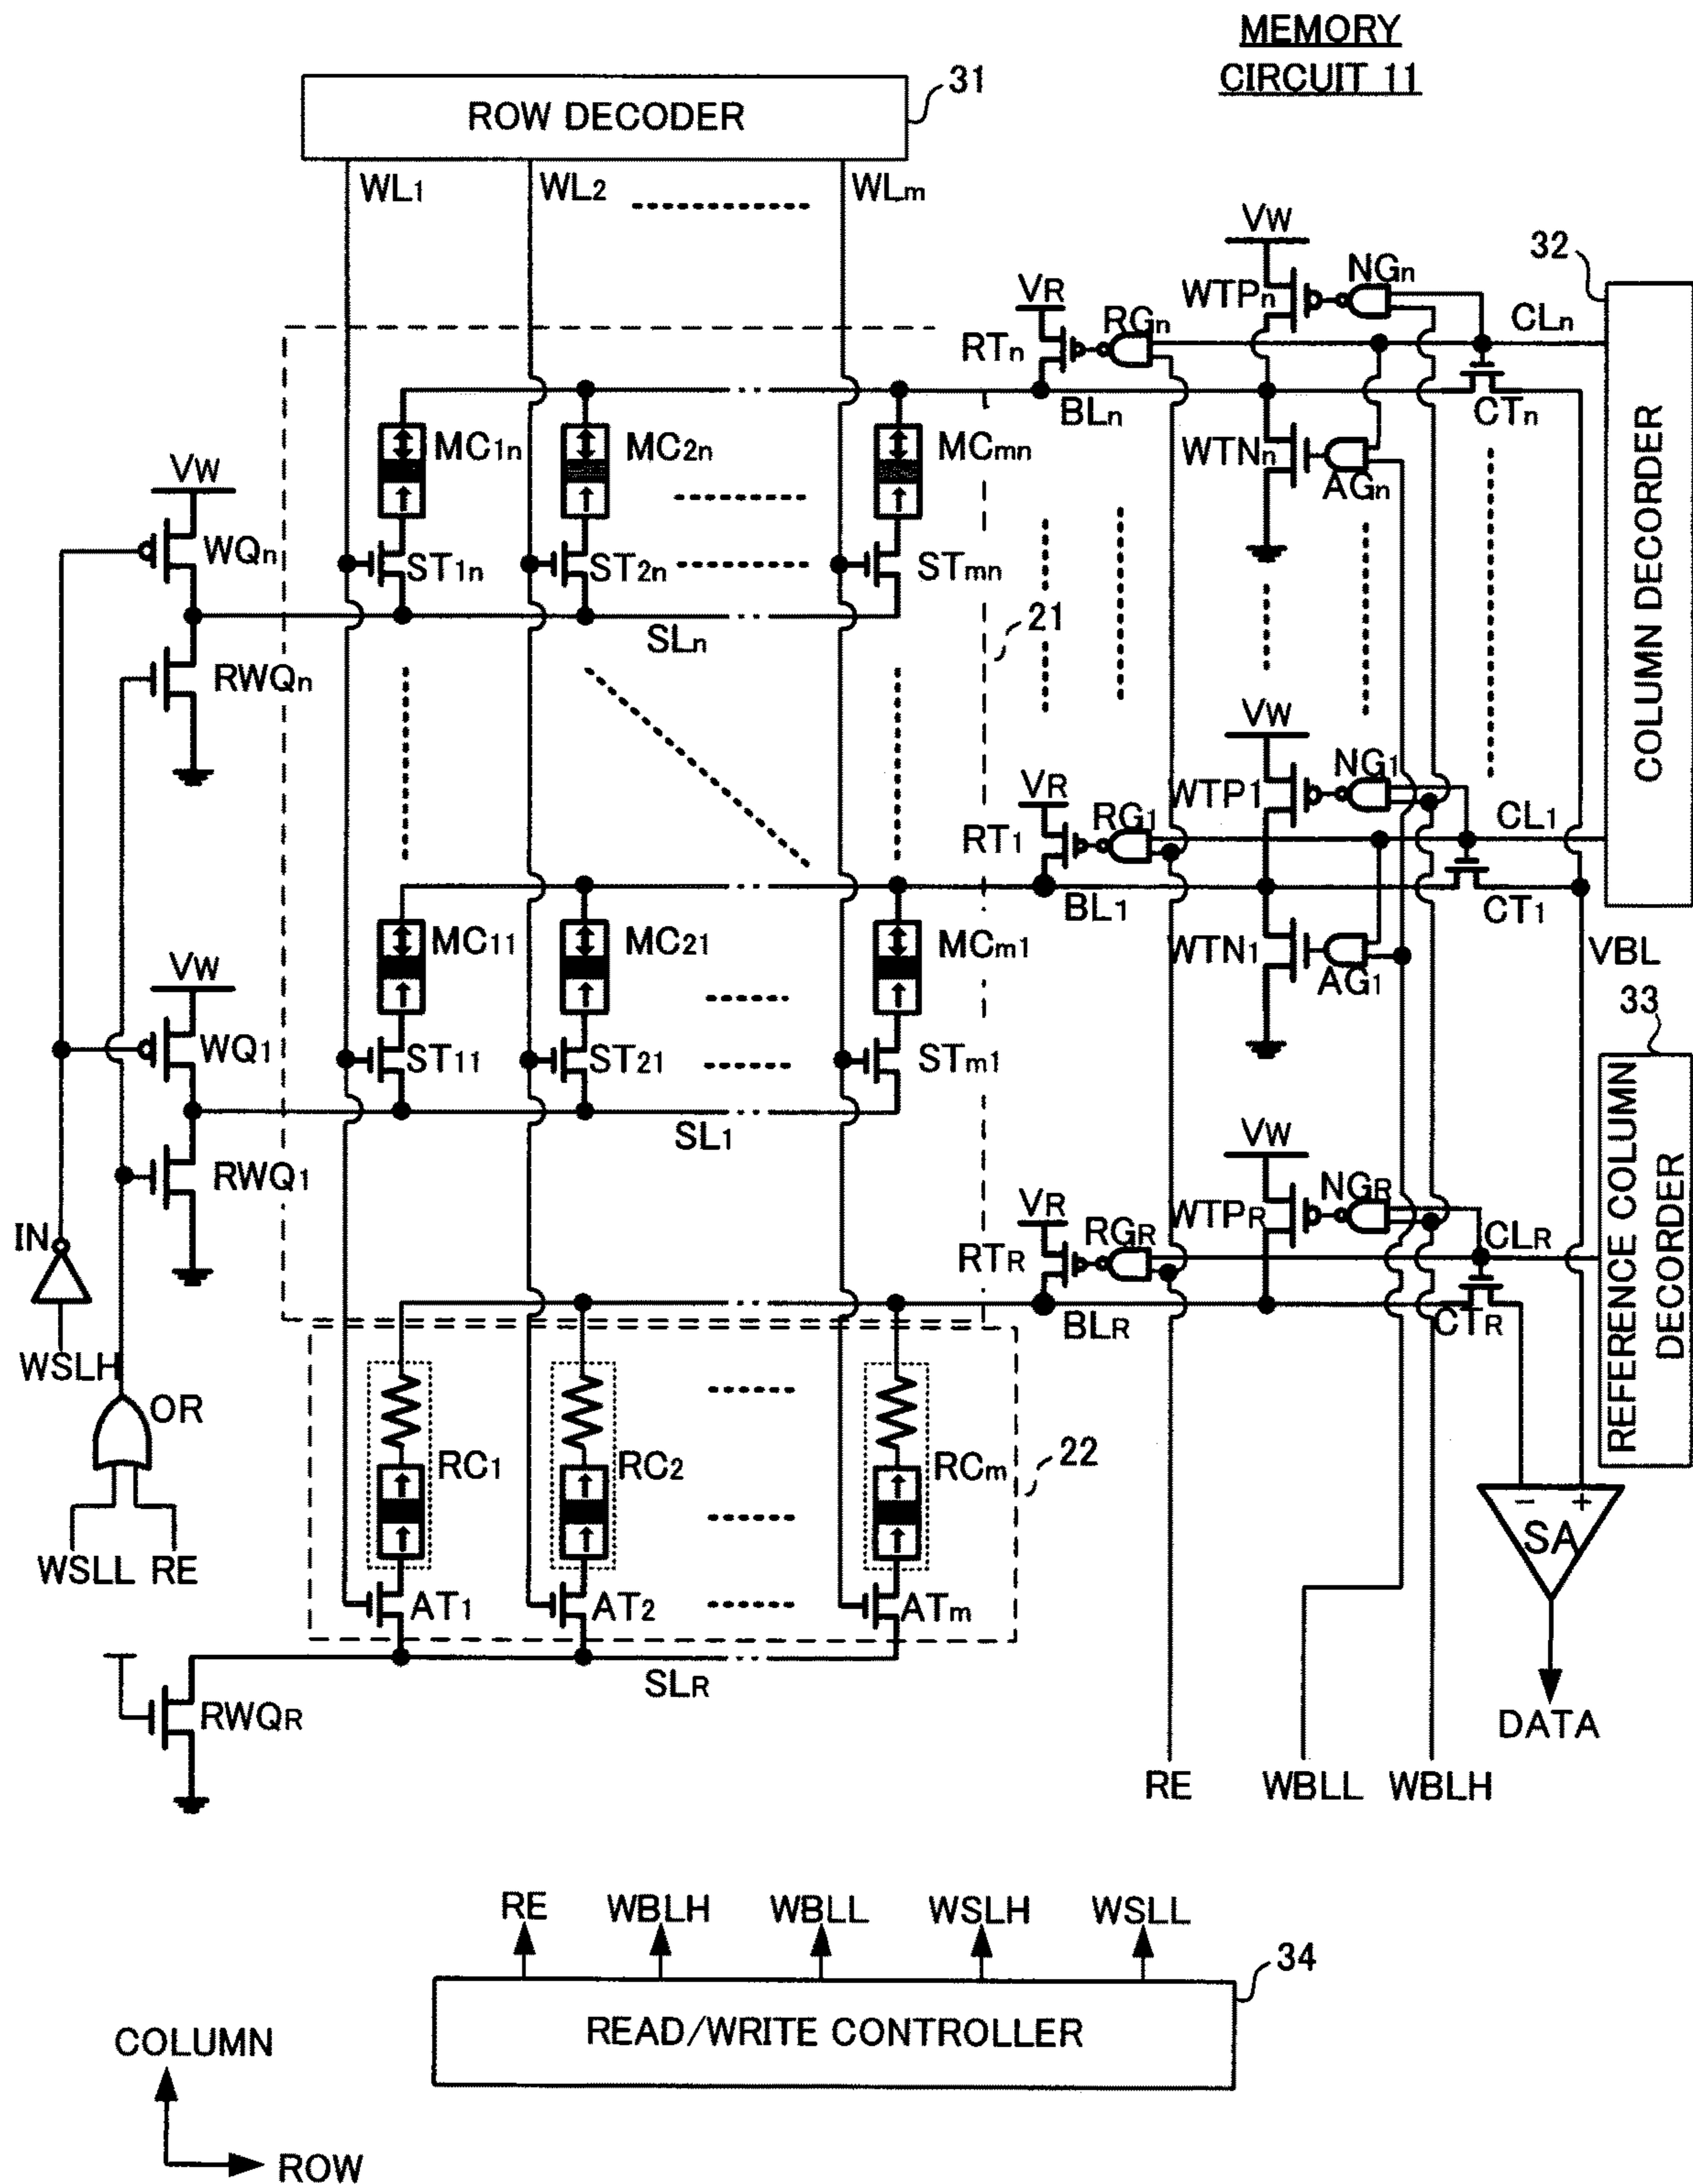 MEMORY
CIRCUIT 11
ROW DECODER
31
WL1
WL2
WLm
VW
32
NGn
WTPn
VR
RGn
CLn
RTn
BLn
CTn
COLUMN DECORDER
MC1n
MC2n
MCmn
WTNn
AGn
VW
WQn
ST1n
ST2n
STmn
SLn
21
RWQn
VW
NG1
WTP1
VR
RG1
CL1
RT1
BL1
CT1
MC11
MC21
MCm1
WTN1
AG1
VBL
VW
33
WQ1
ST11
ST21
STm1
SL1
REFERENCE COLUMN
DECORDER
VW
RWQ1
NGR
WTPR
VR
RGR
CLR
IN
RTR
BLR
CTR
WSLH
OR
RC1
RC2
RCm
22
− +
SA
WSLL RE
AT1
AT2
ATm
SLR
RWQR
DATA
RE
WBLL
WBLH
RE
WBLH
WBLL
WSLH
WSLL
34
READ/WRITE CONTROLLER
COLUMN
ROW